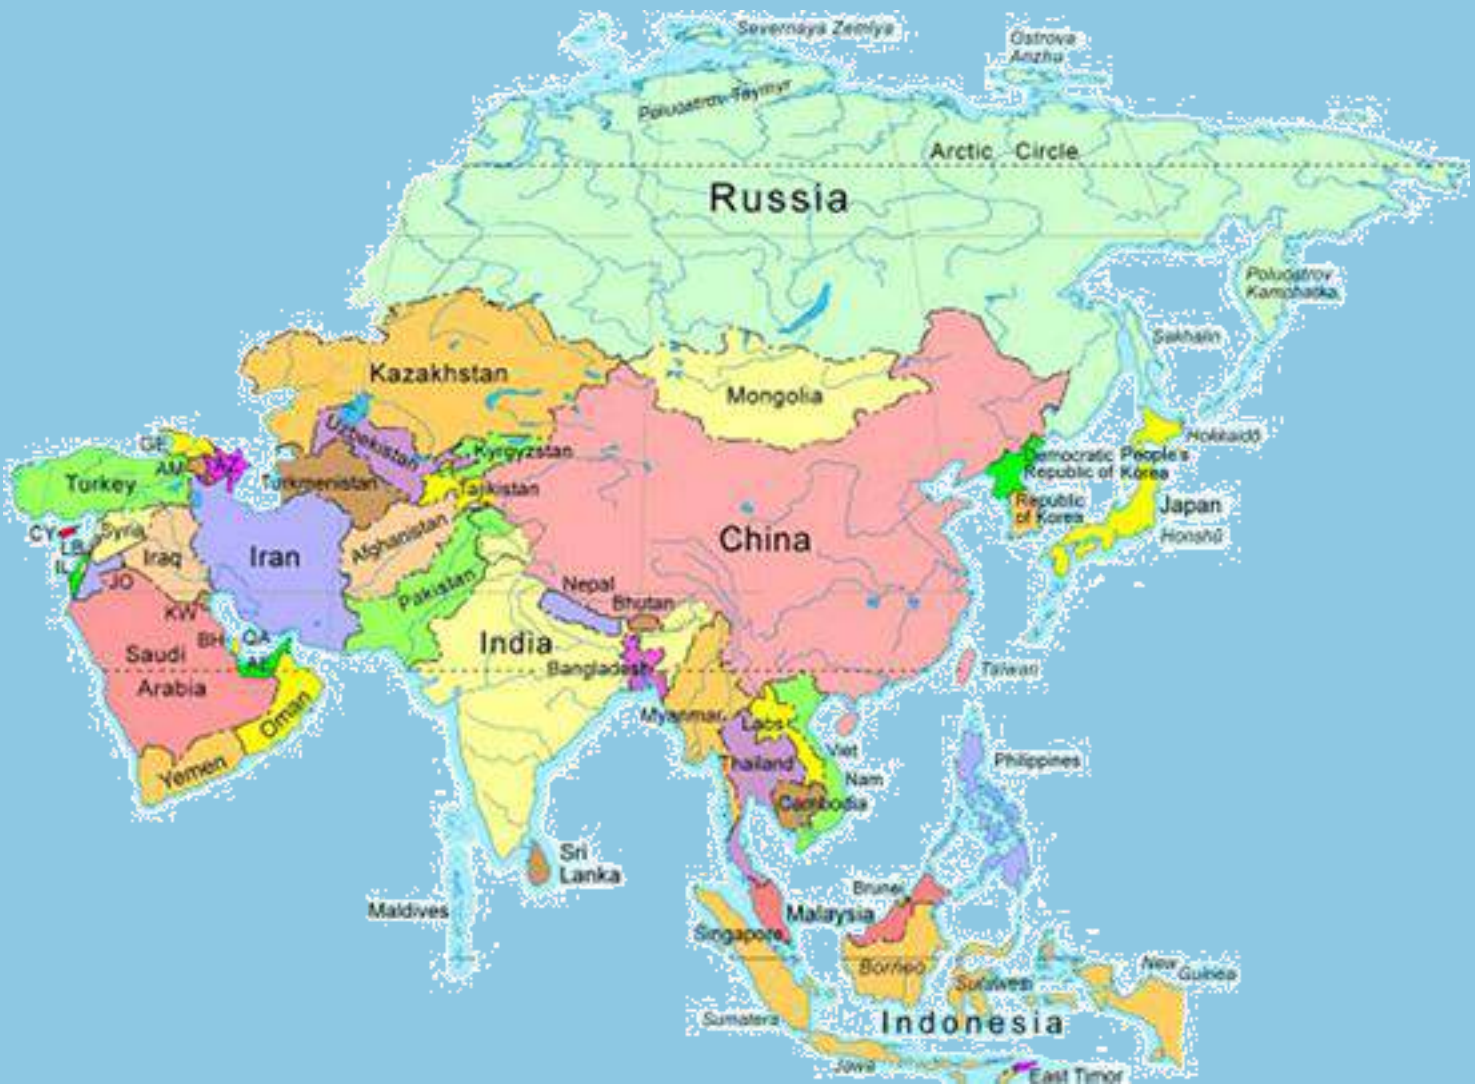 Severnaya Zemlya
Ostrova
Anzhu
Poluostrov Taymyr
Arctic Circle
Russia
Poluostrov
Kamchatka
Sakhalin
Kazakhstan
Mongolia
Uzbekistan
Kyrgyzstan
Hokkaidō
GE
AM
AZ
Turkey
Turkmenistan
Tajikistan
Democratic People's
Republic of Korea
Republic
of Korea
Japan
Honshū
CY
Syria
LB
IL
JO
Iraq
Iran
Afghanistan
Pakistan
China
Nepal
Bhutan
KW
BH
QA
AE
Saudi
Arabia
India
Bangladesh
Taiwan
Oman
Yemen
Myanmar
Laos
Thailand
Viet
Nam
Cambodia
Philippines
Sri
Lanka
Maldives
Brunei
Malaysia
Singapore
Borneo
Sulawesi
New
Guinea
Sumatera
Indonesia
Jawa
East Timor